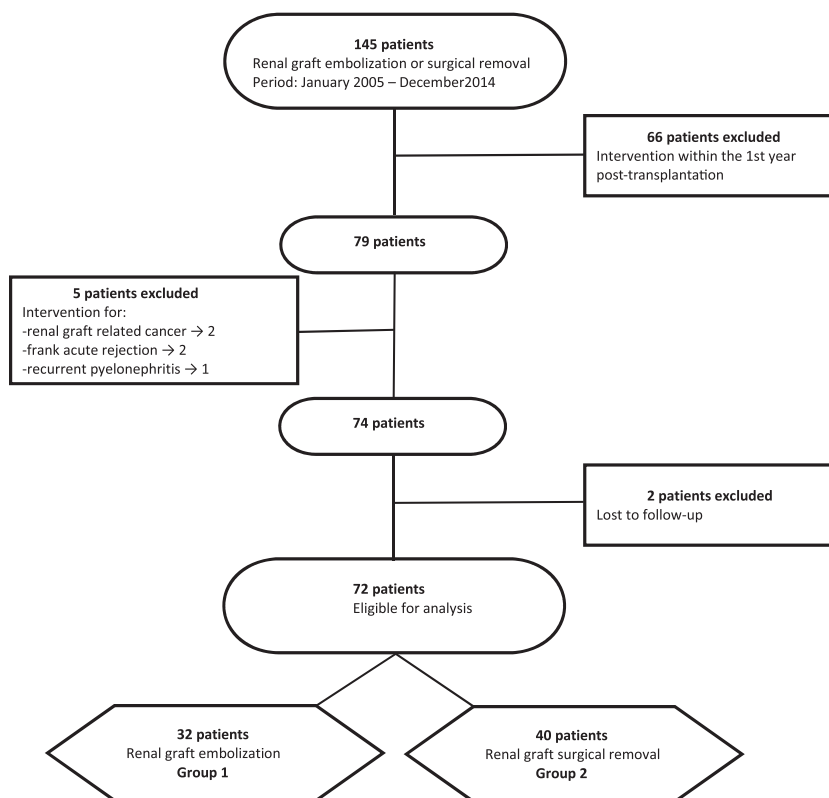 145 patients
Renal graft embolization or surgical removal
Period: January 2005 – December2014
66 patients excluded
Intervention within the 1st year
post-transplantation
79 patients
5 patients excluded
Intervention for:
-renal graft related cancer → 2
-frank acute rejection → 2
-recurrent pyelonephritis → 1
74 patients
2 patients excluded
Lost to follow-up
72 patients
Eligible for analysis
32 patients
Renal graft embolization
Group 1
40 patients
Renal graft surgical removal
Group 2